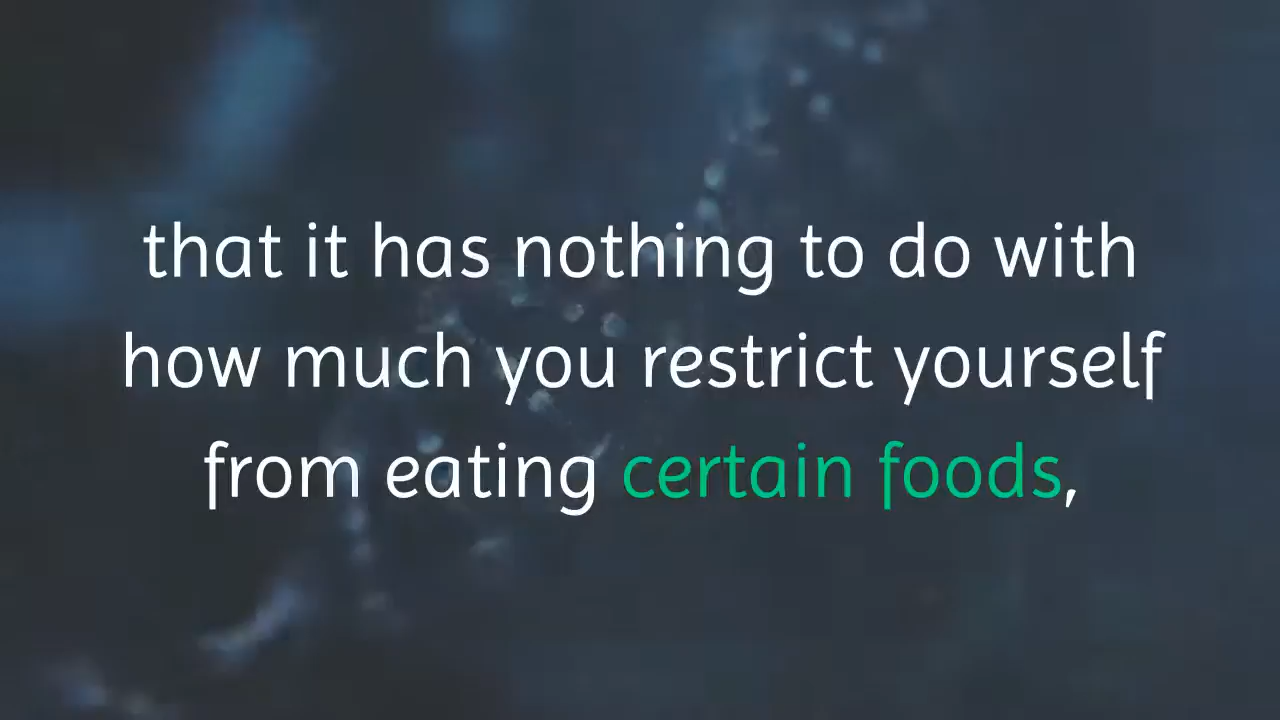 that it has nothing to do with
how much you restrict yourself
from eating certain foods,